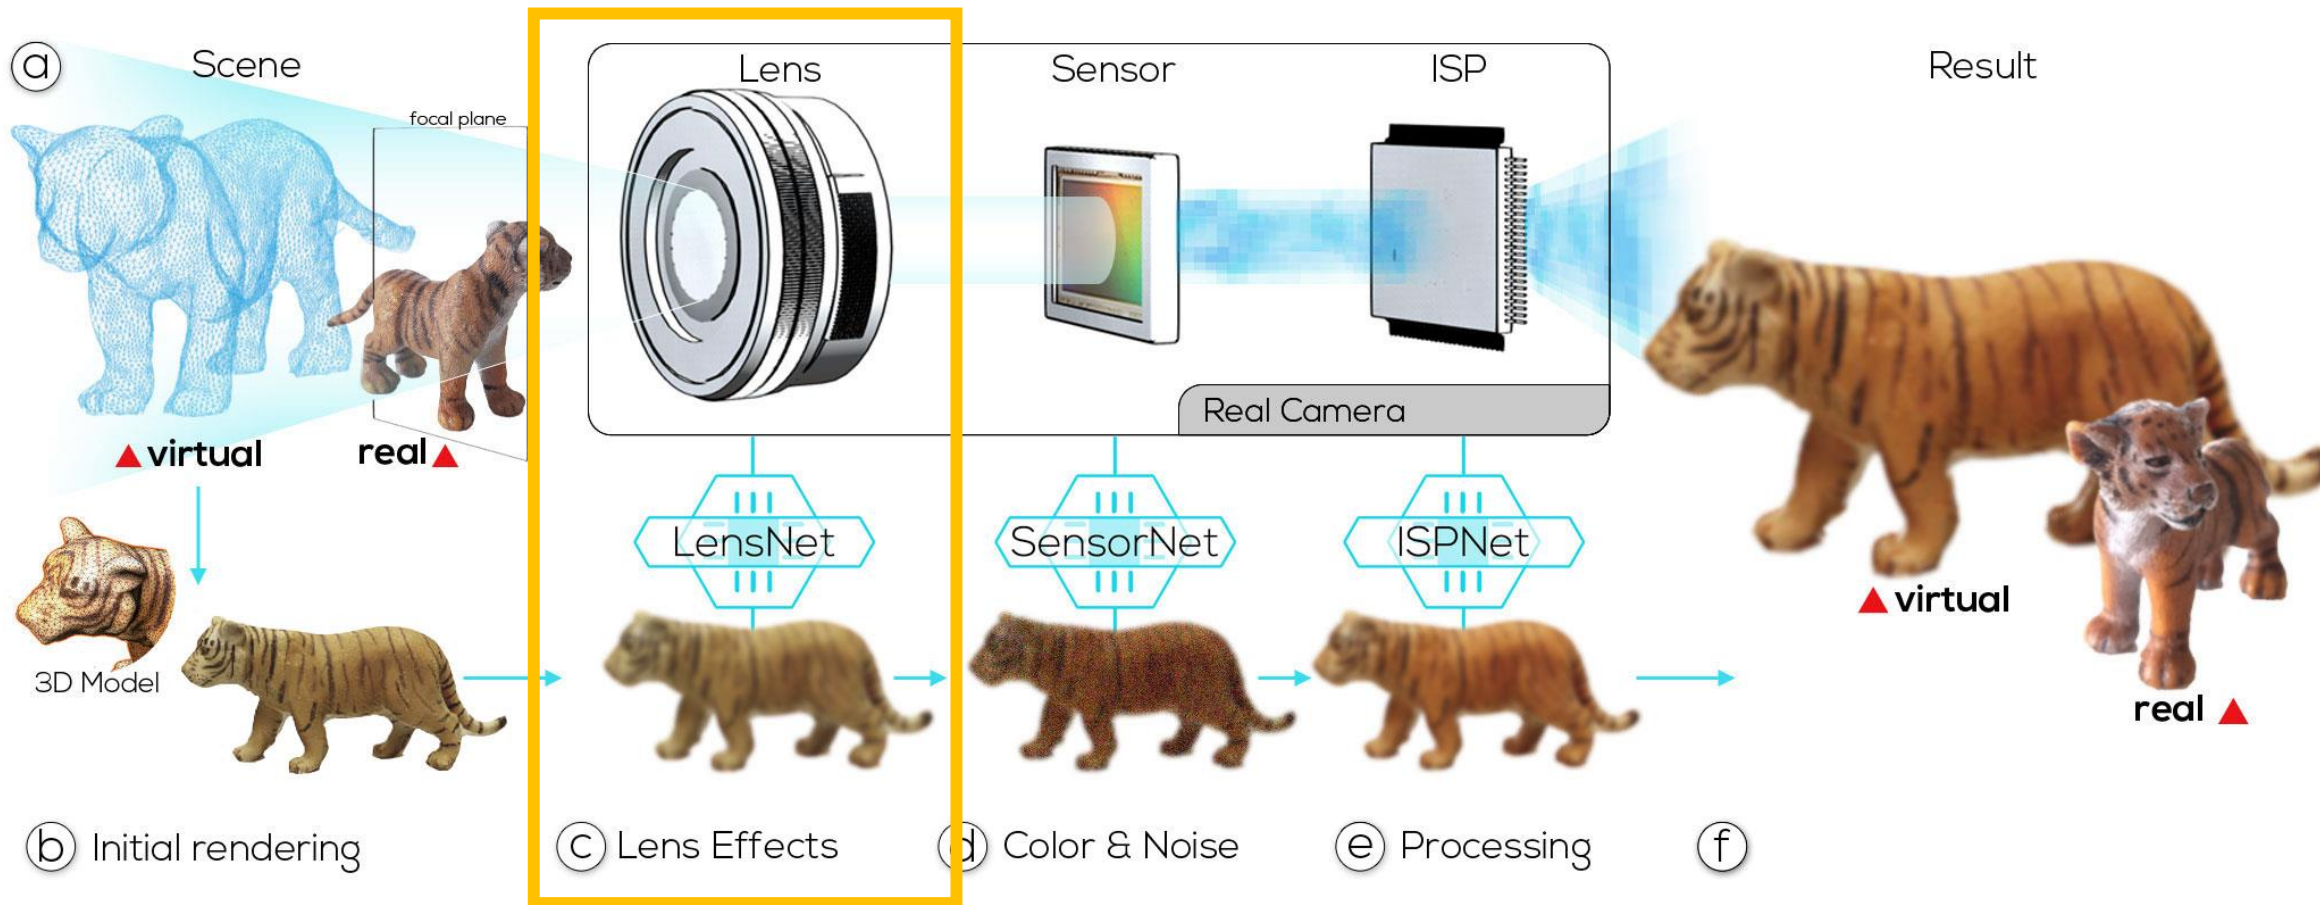 a
Scene
Lens
Sensor
ISP
Result
focal plane
Real Camera
virtual
real
LensNet
SensorNet
ISPNet
virtual
3D Model
real
b Initial rendering
c Lens Effects
d Color & Noise
e Processing
f